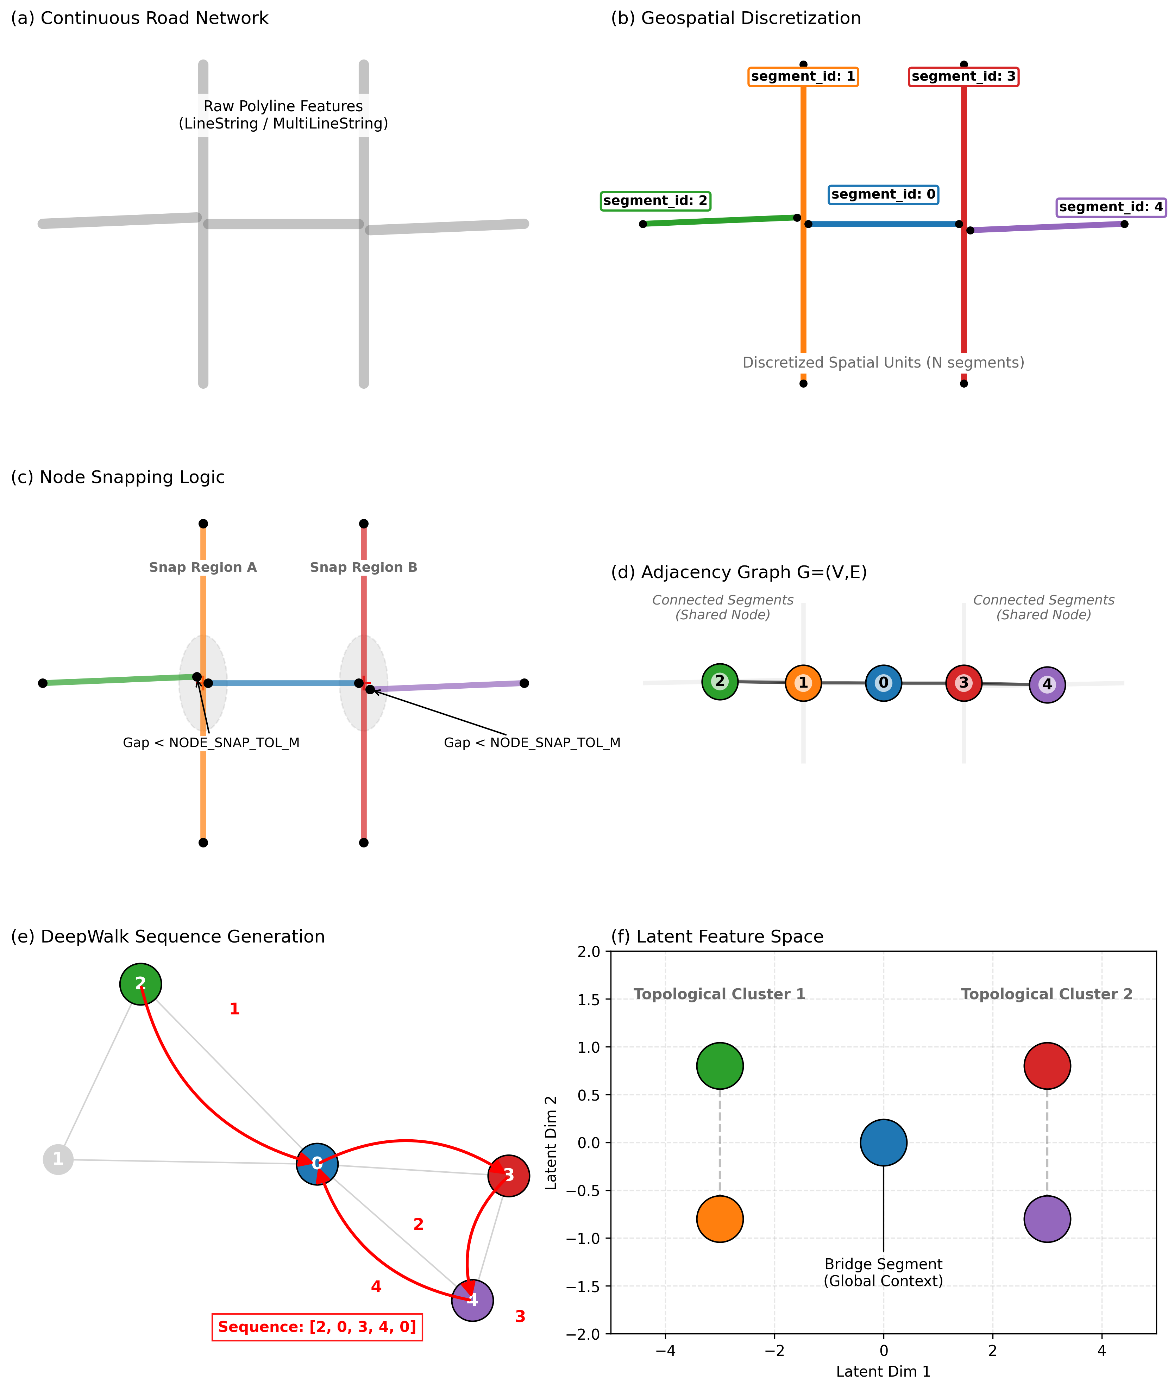 (a) Continuous Road Network
Raw Polyline Features
(LineString / MultiLineString)
(b) Geospatial Discretization
segment_id: 1
segment_id: 3
segment_id: 2
segment_id: 0
segment_id: 4
Discretized Spatial Units (N segments)
(c) Node Snapping Logic
Snap Region A
Snap Region B
Gap < NODE_SNAP_TOL_M
Gap < NODE_SNAP_TOL_M
(d) Adjacency Graph G=(V,E)
Connected Segments
(Shared Node)
Connected Segments
(Shared Node)
2
1
0
3
4
(e) DeepWalk Sequence Generation
2
1
1
0
3
2
4
4
3
Sequence: [2, 0, 3, 4, 0]
(f) Latent Feature Space
2.0
1.5
1.0
0.5
0.0
−0.5
−1.0
−1.5
−2.0
Latent Dim 2
Topological Cluster 1
Topological Cluster 2
Bridge Segment
(Global Context)
−4
−2
0
2
4
Latent Dim 1